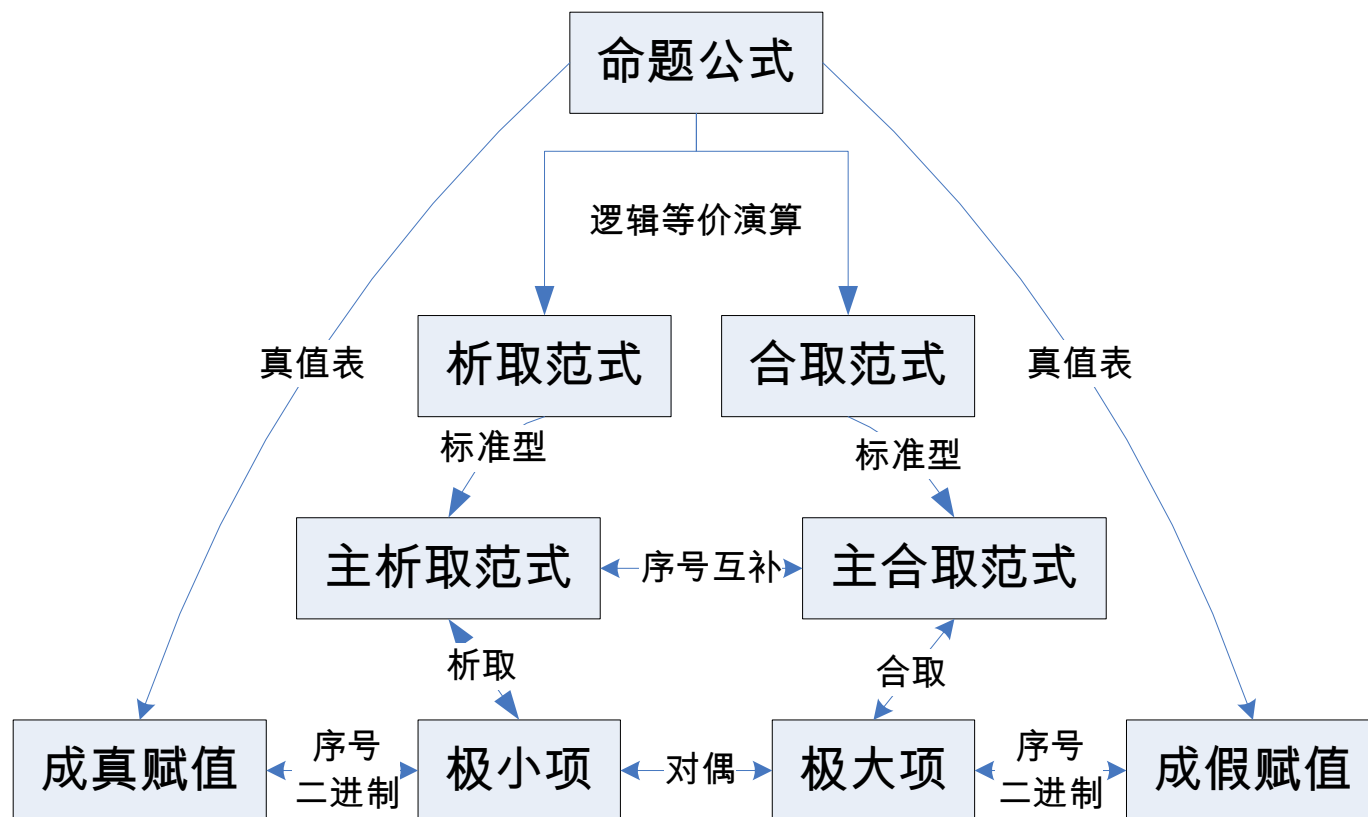 命题公式
逻辑等价演算
真值表
析取范式
合取范式
真值表
标准型
标准型
主析取范式
序号互补
主合取范式
析取
合取
成真赋值
序号
二进制
极小项
对偶
极大项
序号
二进制
成假赋值